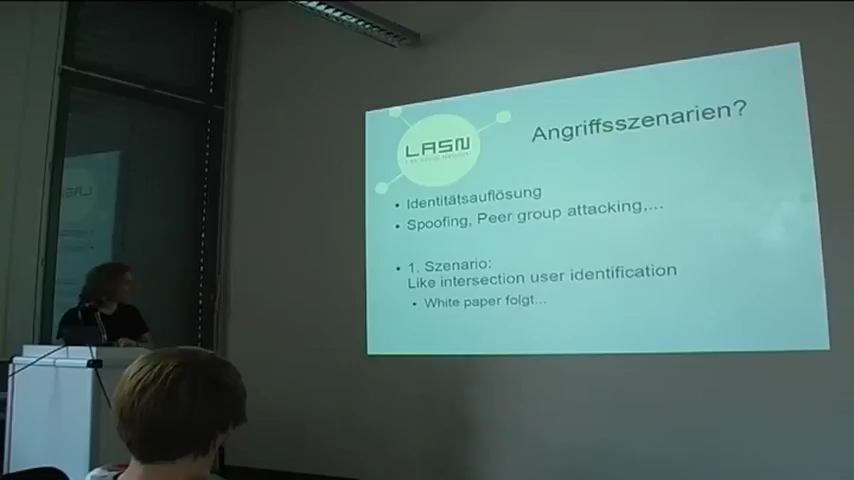 LASN
Angriffsszenarien?
• Identitätsauflösung
• Spoofing, Peer group attacking,...
• 1. Szenario:
Like intersection user identification
• White paper folgt...